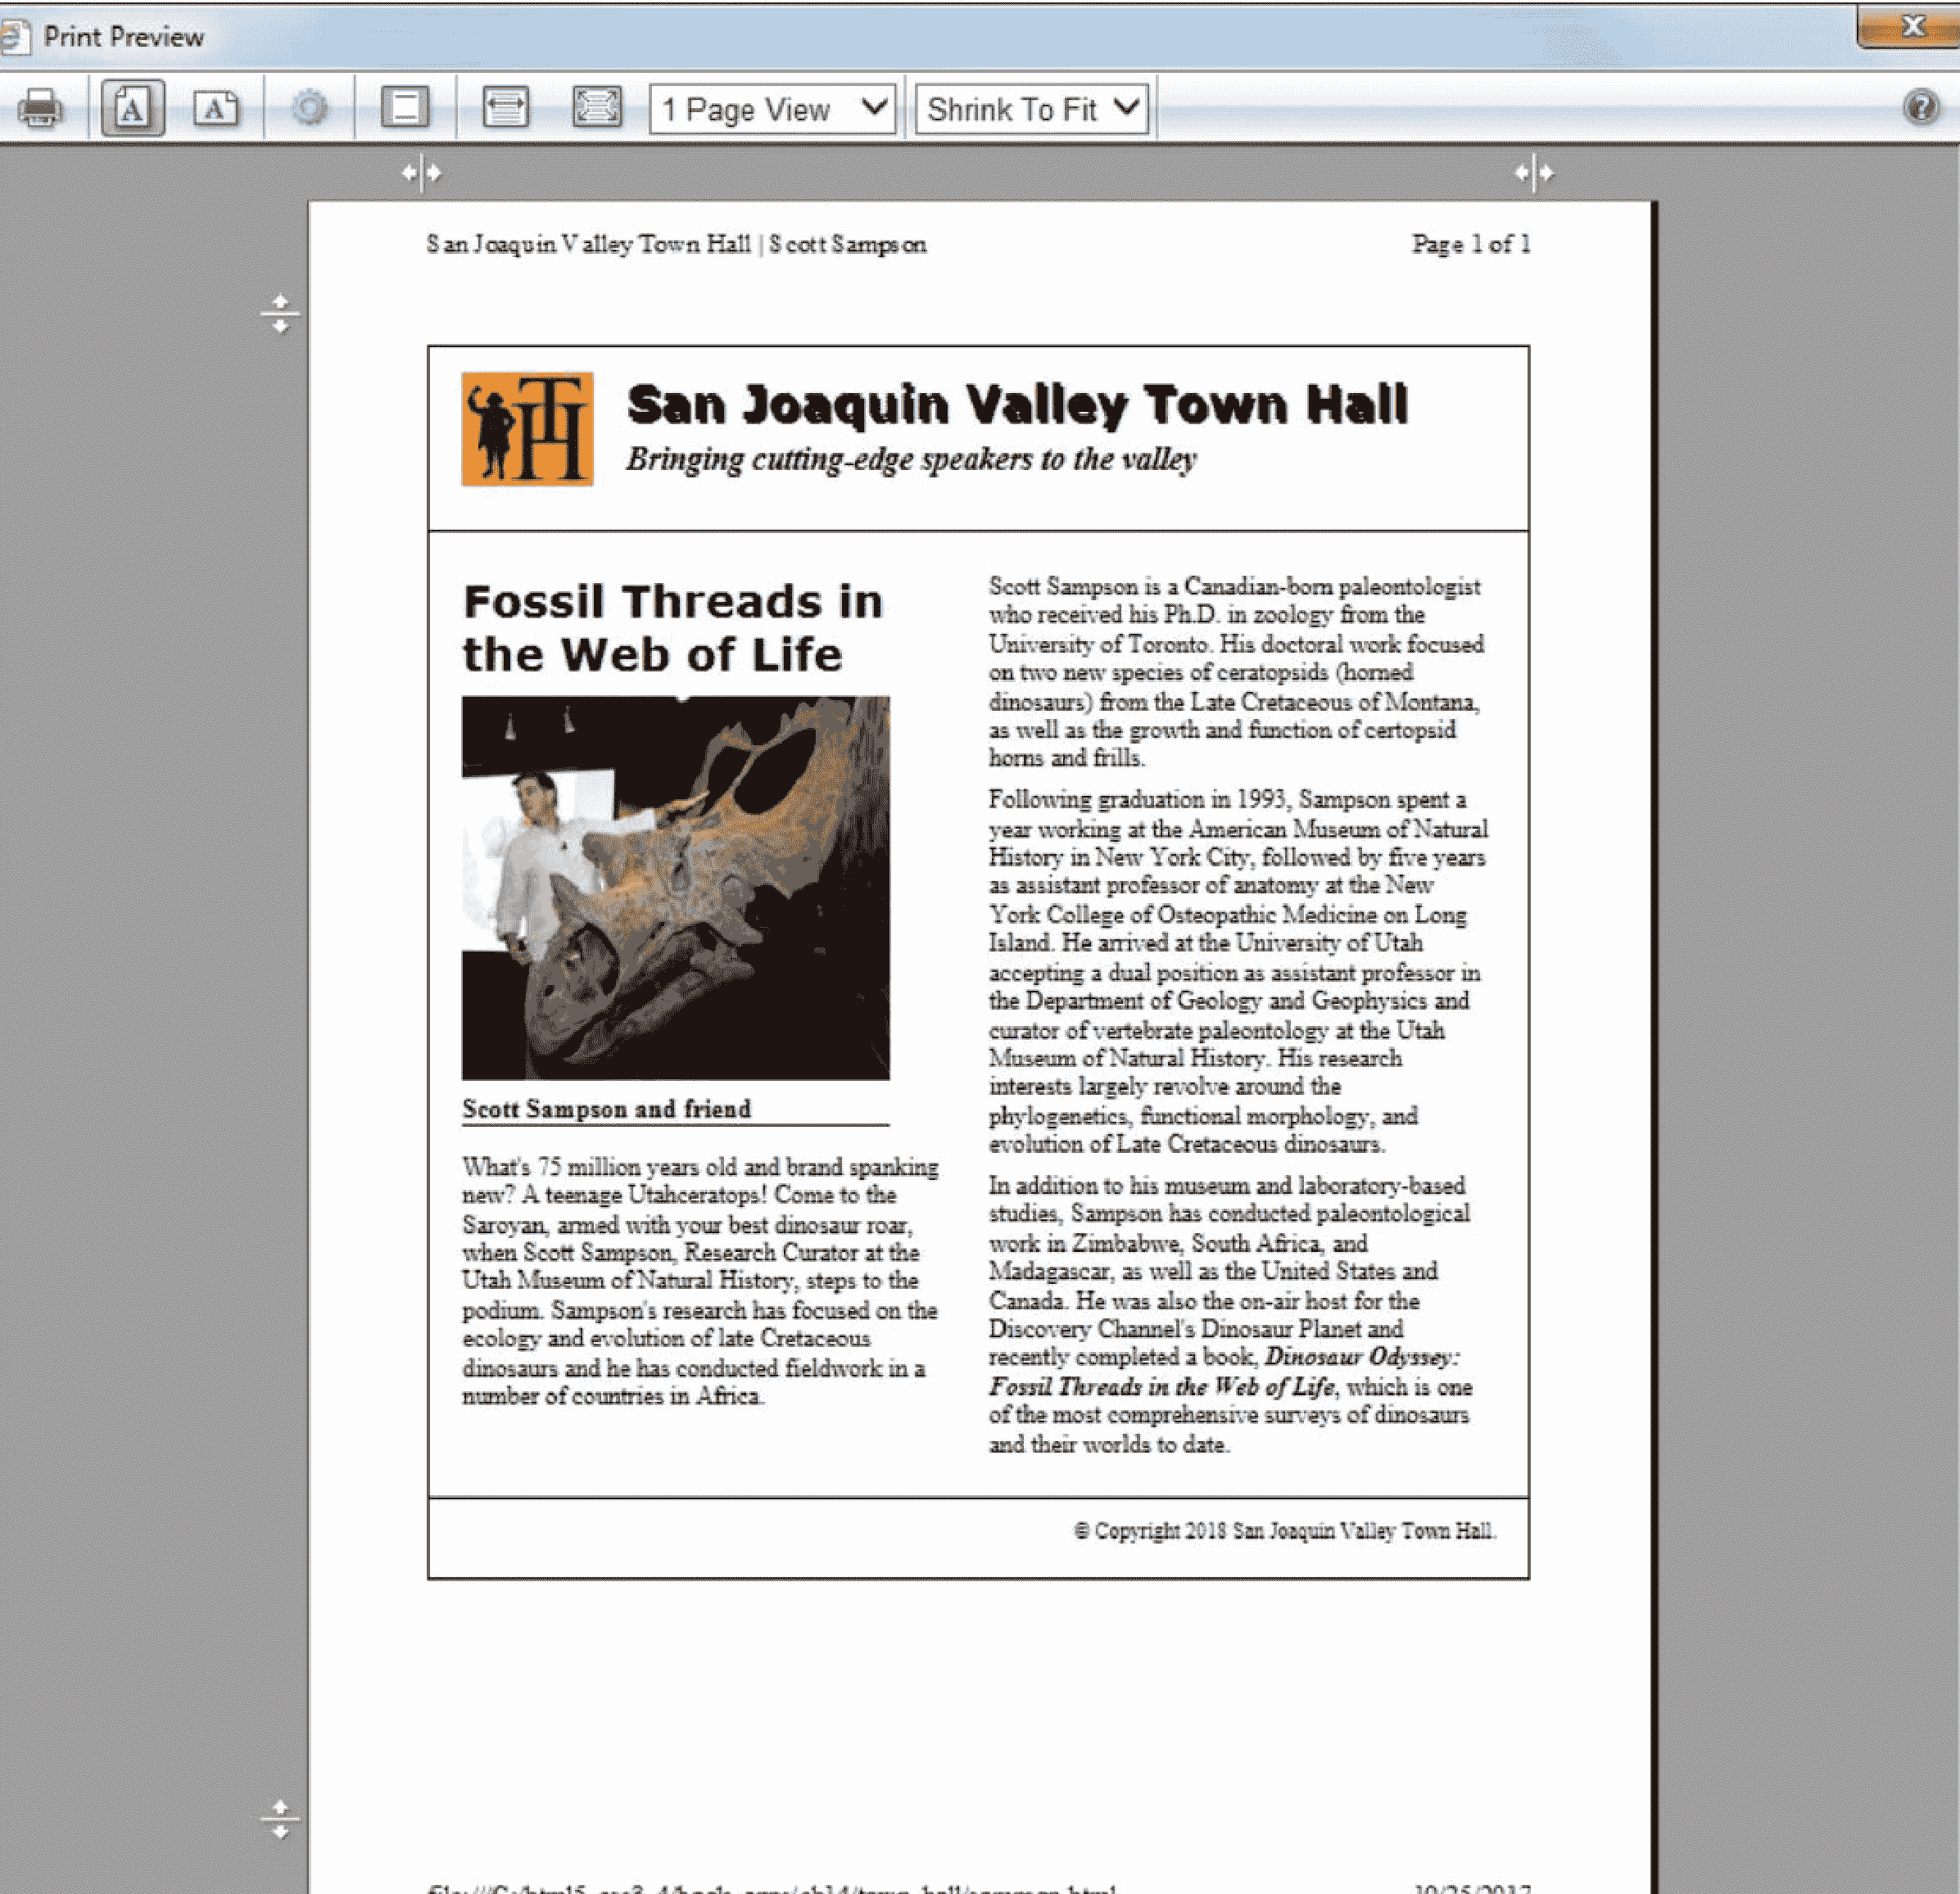 Print Preview
1 Page View
Shrink To Fit
San Joaquin Valley Town Hall | Scott Sampson
Page 1 of 1
TH
San Joaquin Valley Town Hall
Bringing cutting-edge speakers to the valley
Fossil Threads in
the Web of Life
Scott Sampson and friend
What's 75 million years old and brand spanking
new? A teenage Utahceratops! Come to the
Saroyan, armed with your best dinosaur roar,
when Scott Sampson, Research Curator at the
Utah Museum of Natural History, steps to the
podium. Sampson's research has focused on the
ecology and evolution of late Cretaceous
dinosaurs and he has conducted fieldwork in a
number of countries in Africa.
Scott Sampson is a Canadian-born paleontologist
who received his Ph.D. in zoology from the
University of Toronto. His doctoral work focused
on two new species of ceratopsids (horned
dinosaurs) from the Late Cretaceous of Montana,
as well as the growth and function of certopsid
horns and frills.
Following graduation in 1993, Sampson spent a
year working at the American Museum of Natural
History in New York City, followed by five years
as assistant professor of anatomy at the New
York College of Osteopathic Medicine on Long
Island. He arrived at the University of Utah
accepting a dual position as assistant professor in
the Department of Geology and Geophysics and
curator of vertebrate paleontology at the Utah
Museum of Natural History. His research
interests largely revolve around the
phylogenetics, functional morphology, and
evolution of Late Cretaceous dinosaurs.
In addition to his museum and laboratory-based
studies, Sampson has conducted paleontological
work in Zimbabwe, South Africa, and
Madagascar, as well as the United States and
Canada. He was also the on-air host for the
Discovery Channel's Dinosaur Planet and
recently completed a book, Dinosaur Odyssey:
Fossil Threads in the Web of Life, which is one
of the most comprehensive surveys of dinosaurs
and their worlds to date.
© Copyright 2018 San Joaquin Valley Town Hall.
10/25/2017